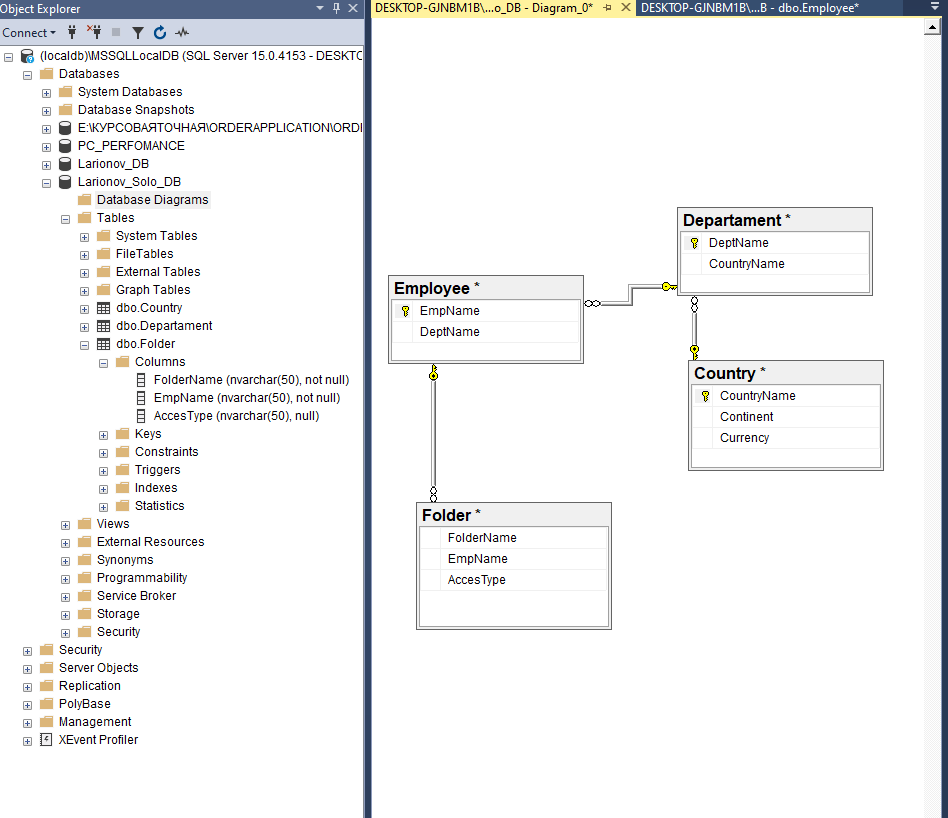 Object Explorer
Connect
(localdb)\MSSQLLocalDB (SQL Server 15.0.4153 - DESKTO
Databases
System Databases
Database Snapshots
E:\КУРСОВАЯТОЧНАЯ\ORDERAPPLICATION\ORDI
PC_PERFOMANCE
Larionov_DB
Larionov_Solo_DB
Database Diagrams
Tables
System Tables
FileTables
External Tables
Graph Tables
dbo.Country
dbo.Departament
dbo.Folder
Columns
FolderName (nvarchar(50), not null)
EmpName (nvarchar(50), not null)
AccesType (nvarchar(50), null)
Keys
Constraints
Triggers
Indexes
Statistics
Views
External Resources
Synonyms
Programmability
Service Broker
Storage
Security
Security
Server Objects
Replication
PolyBase
Management
XEvent Profiler
DESKTOP-GJNBM1B\...o_DB - Diagram_0*
DESKTOP-GJNBM1B\...B - dbo.Employee*
Departament *
DeptName
CountryName
Employee *
EmpName
DeptName
Country *
CountryName
Continent
Currency
Folder *
FolderName
EmpName
AccesType